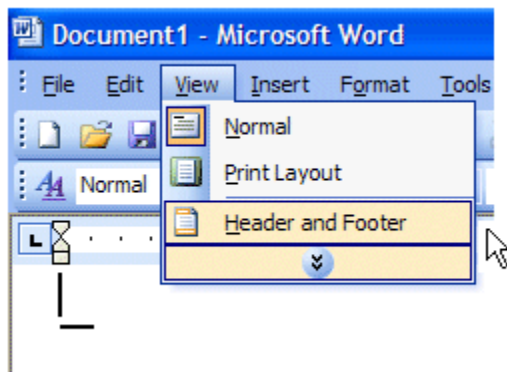 Document1 - Microsoft Word
File Edit View Insert Format Tools
Normal
Print Layout
Normal
Header and Footer